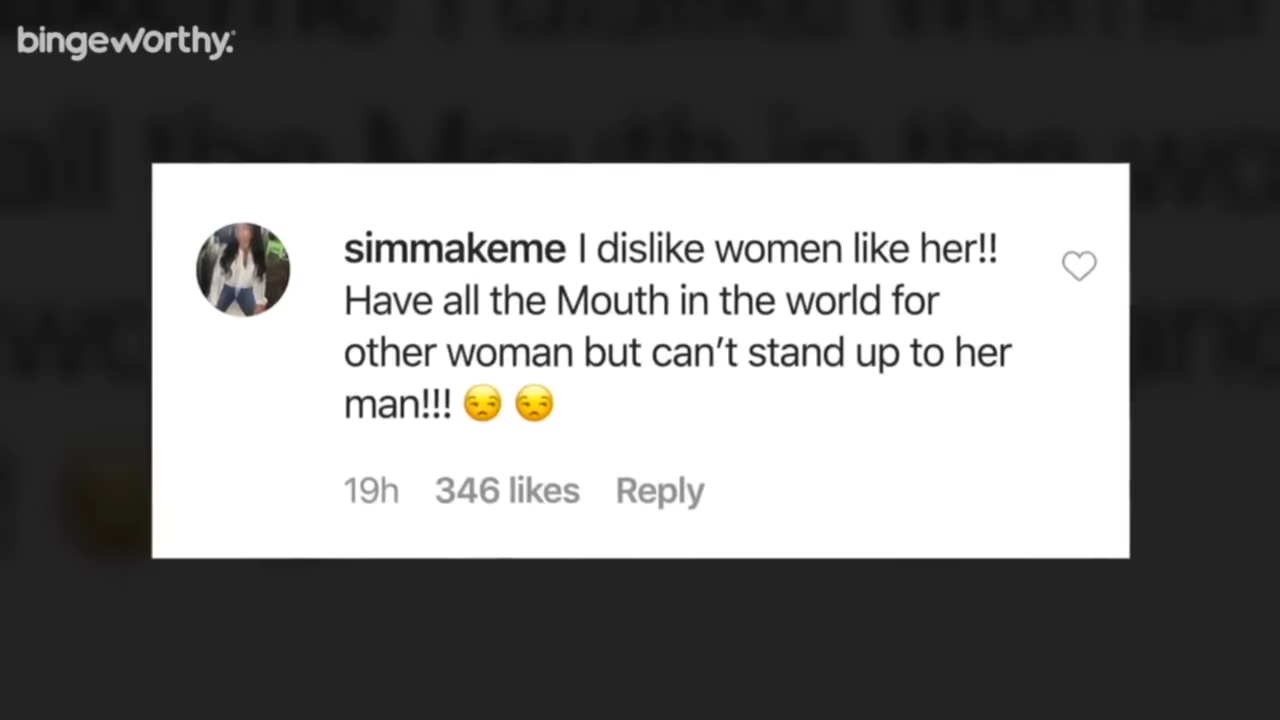 bingeworthy.
simmakeme I dislike women like her!!
Have all the Mouth in the world for
other woman but can't stand up to her
man!!! 😒 😒
19h 346 likes Reply